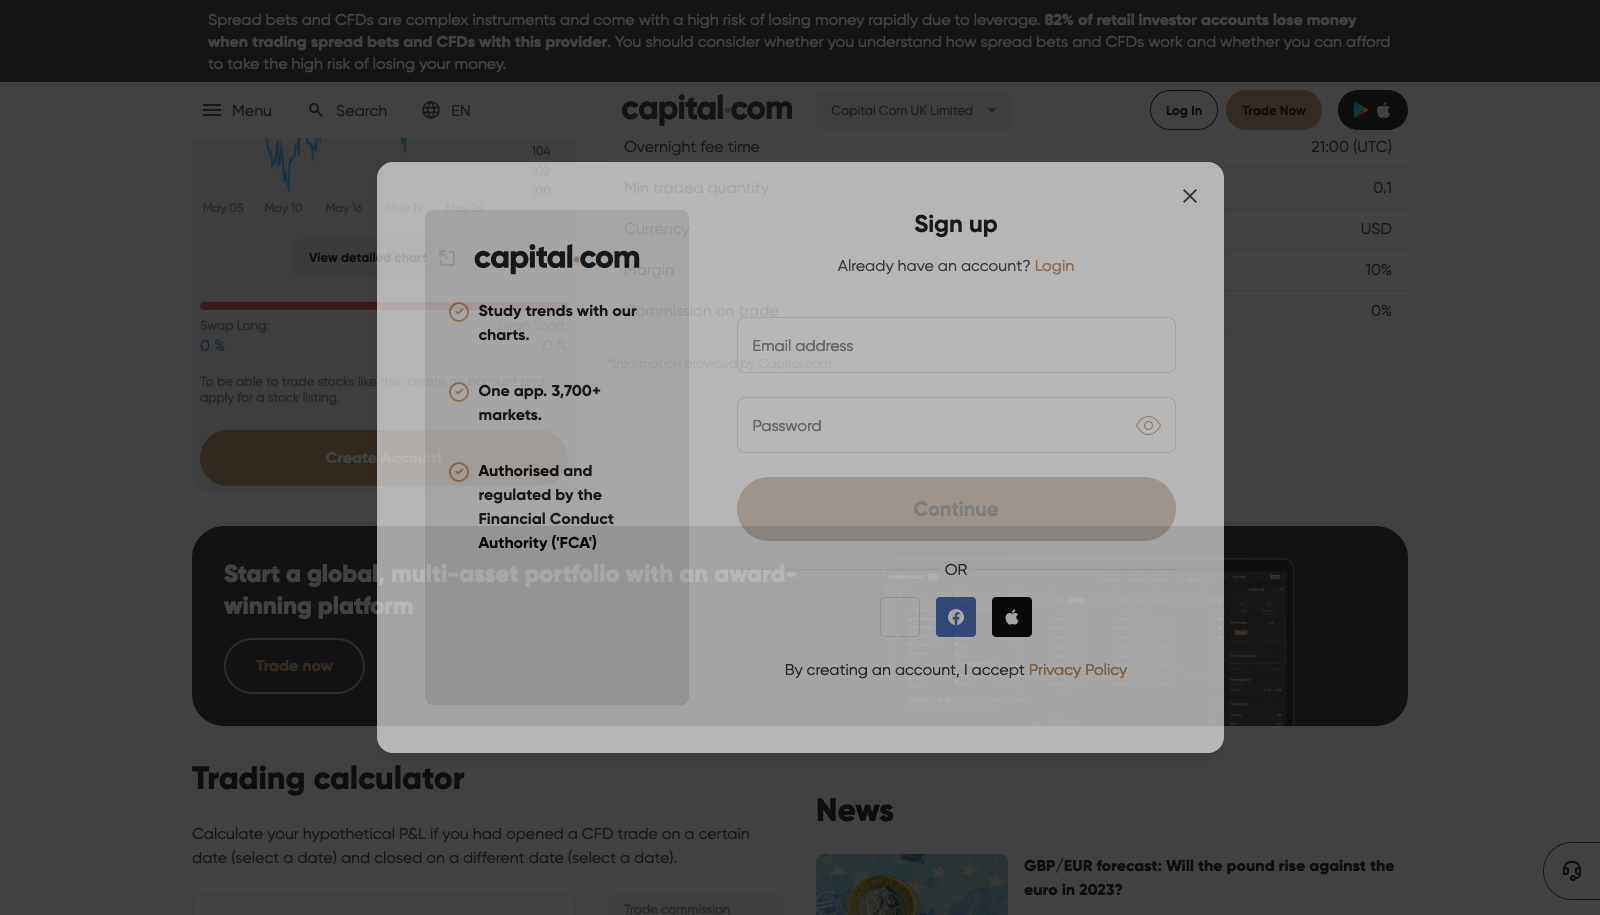 Spread bets and CFDs are complex instruments and come with a high risk of losing money rapidly due to leverage. 82% of retail investor accounts lose money
when trading spread bets and CFDs with this provider. You should consider whether you understand how spread bets and CFDs work and whether you can afford
to take the high risk of losing your money.
Menu Search EN capital.com Capital Com UK Limited Log In Trade Now
Overnight fee time 21:00 (UTC)
104
102
100
May 05 May 10 May 16 May 19 May 24
Min traded quantity 0.1
Currency USD
Margin 10%
Commission on trade 0%
View detailed chart
Swap Long: Swap Short:
0 % 0 %
*Information provided by Capital.com
To be able to trade stocks like this, create an account and
apply for a stock listing.
Create Account
capital.com
Study trends with our
charts.
One app. 3,700+
markets.
Authorised and
regulated by the
Financial Conduct
Authority ('FCA')
Sign up
Already have an account? Login
Email address
Password
Continue
OR
By creating an account, I accept Privacy Policy
Start a global, multi-asset portfolio with an award-
winning platform
Trade now
Trading calculator
Calculate your hypothetical P&L if you had opened a CFD trade on a certain
date (select a date) and closed on a different date (select a date).
Trade commission
News
GBP/EUR forecast: Will the pound rise against the
euro in 2023?